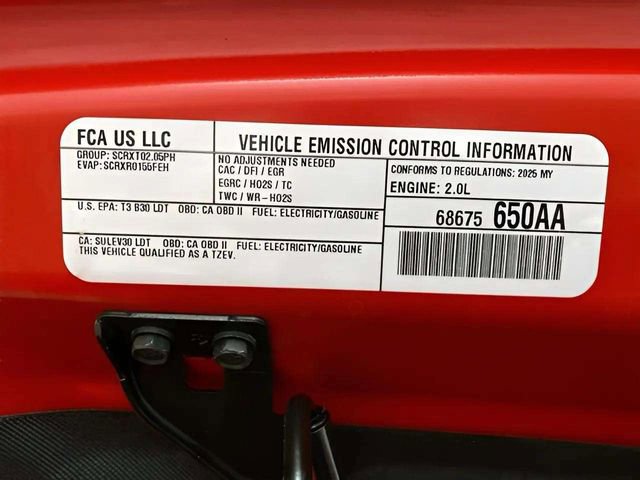 FCA US LLC
GROUP: SCRXT02.05PH
EVAP: SCRXR0155FEH
VEHICLE EMISSION CONTROL INFORMATION
NO ADJUSTMENTS NEEDED
CAC / DFI / EGR
EGRC / HO2S / TC
TWC / WR-HO2S
CONFORMS TO REGULATIONS: 2025 MY
ENGINE: 2.0L
U.S. EPA: T3 B30 LDT OBD: CA OBD II FUEL: ELECTRICITY/GASOLINE
CA: SULEV30 LDT OBD: CA OBD II FUEL: ELECTRICITY/GASOLINE
THIS VEHICLE QUALIFIED AS A TZEV.
68675 650AA